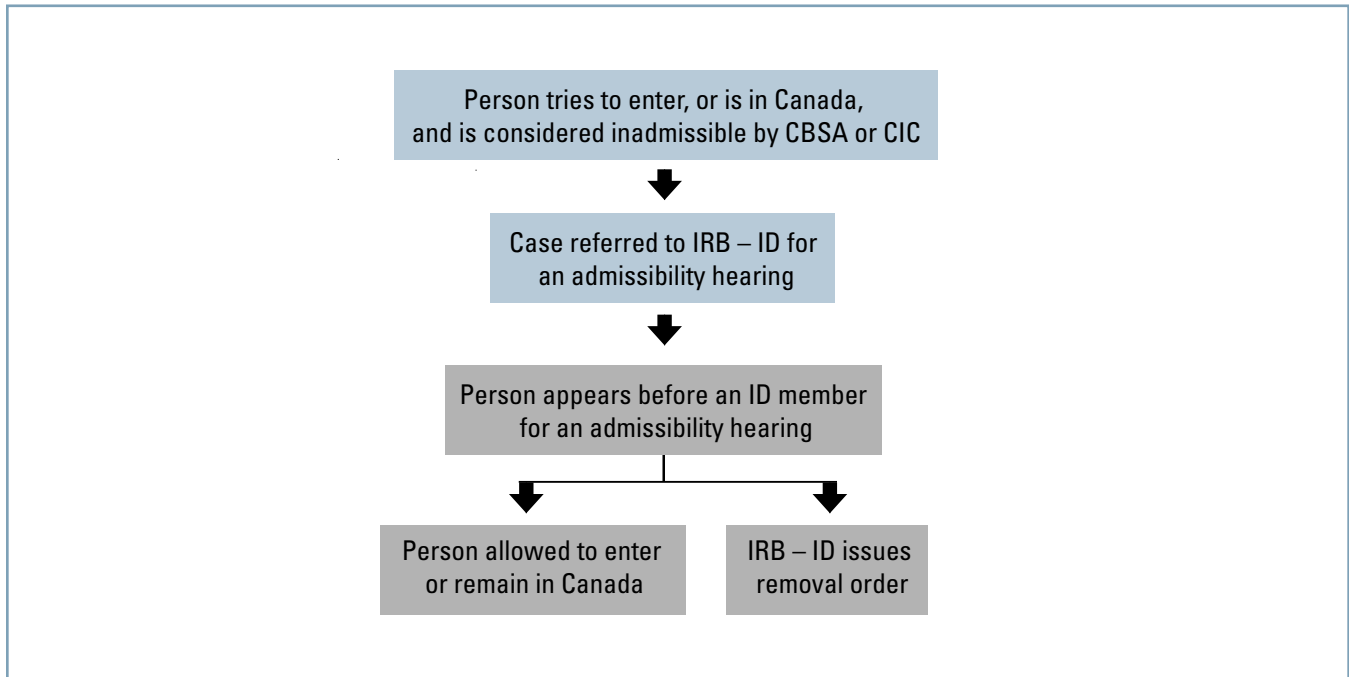 Person tries to enter, or is in Canada,
and is considered inadmissible by CBSA or CIC
Case referred to IRB – ID for
an admissibility hearing
Person appears before an ID member
for an admissibility hearing
Person allowed to enter
or remain in Canada
IRB – ID issues
removal order